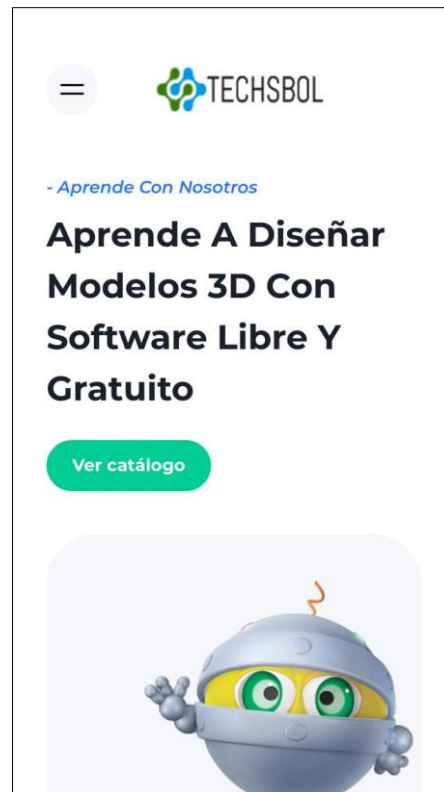 TECHSBOL
- Aprende Con Nosotros
Aprende A Diseñar
Modelos 3D Con
Software Libre Y
Gratuito
Ver catálogo